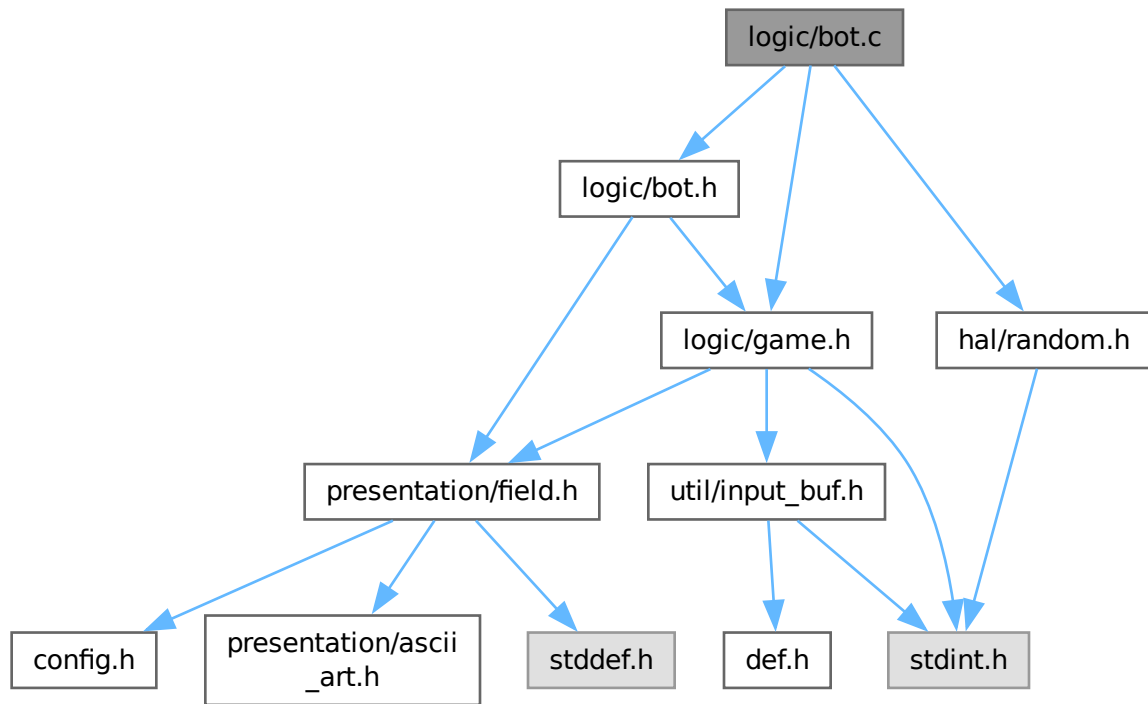 logic/bot.c
logic/bot.h
logic/game.h
hal/random.h
presentation/field.h
util/input_buf.h
config.h
presentation/ascii
_art.h
stddef.h
def.h
stdint.h